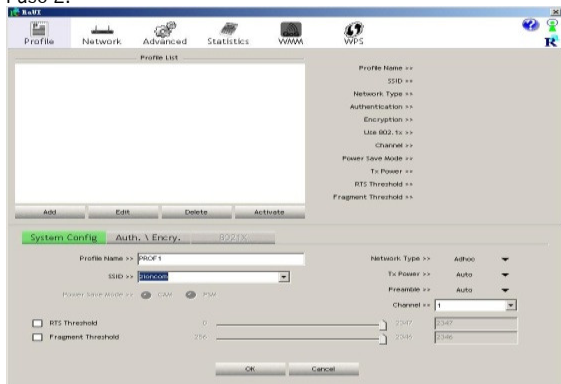 RaUI
Profile Network Advanced Statistics WMM WPS
Profile List
Profile Name >>
SSID >>
Network Type >>
Authentication >>
Encryption >>
Use 802.1x >>
Channel >>
Power Save Mode >>
Tx Power >>
RTS Threshold >>
Fragment Threshold >>
Add Edit Delete Activate
System Config Auth. \ Encry. 8021X
Profile Name >> PROF1 Network Type >> Adhoc
SSID >> zioncom Tx Power >> Auto
Power Save Mode >> CAM PSM Preamble >> Auto
Channel >> 1
RTS Threshold 0 2347 2347
Fragment Threshold 256 2346 2346
OK Cancel